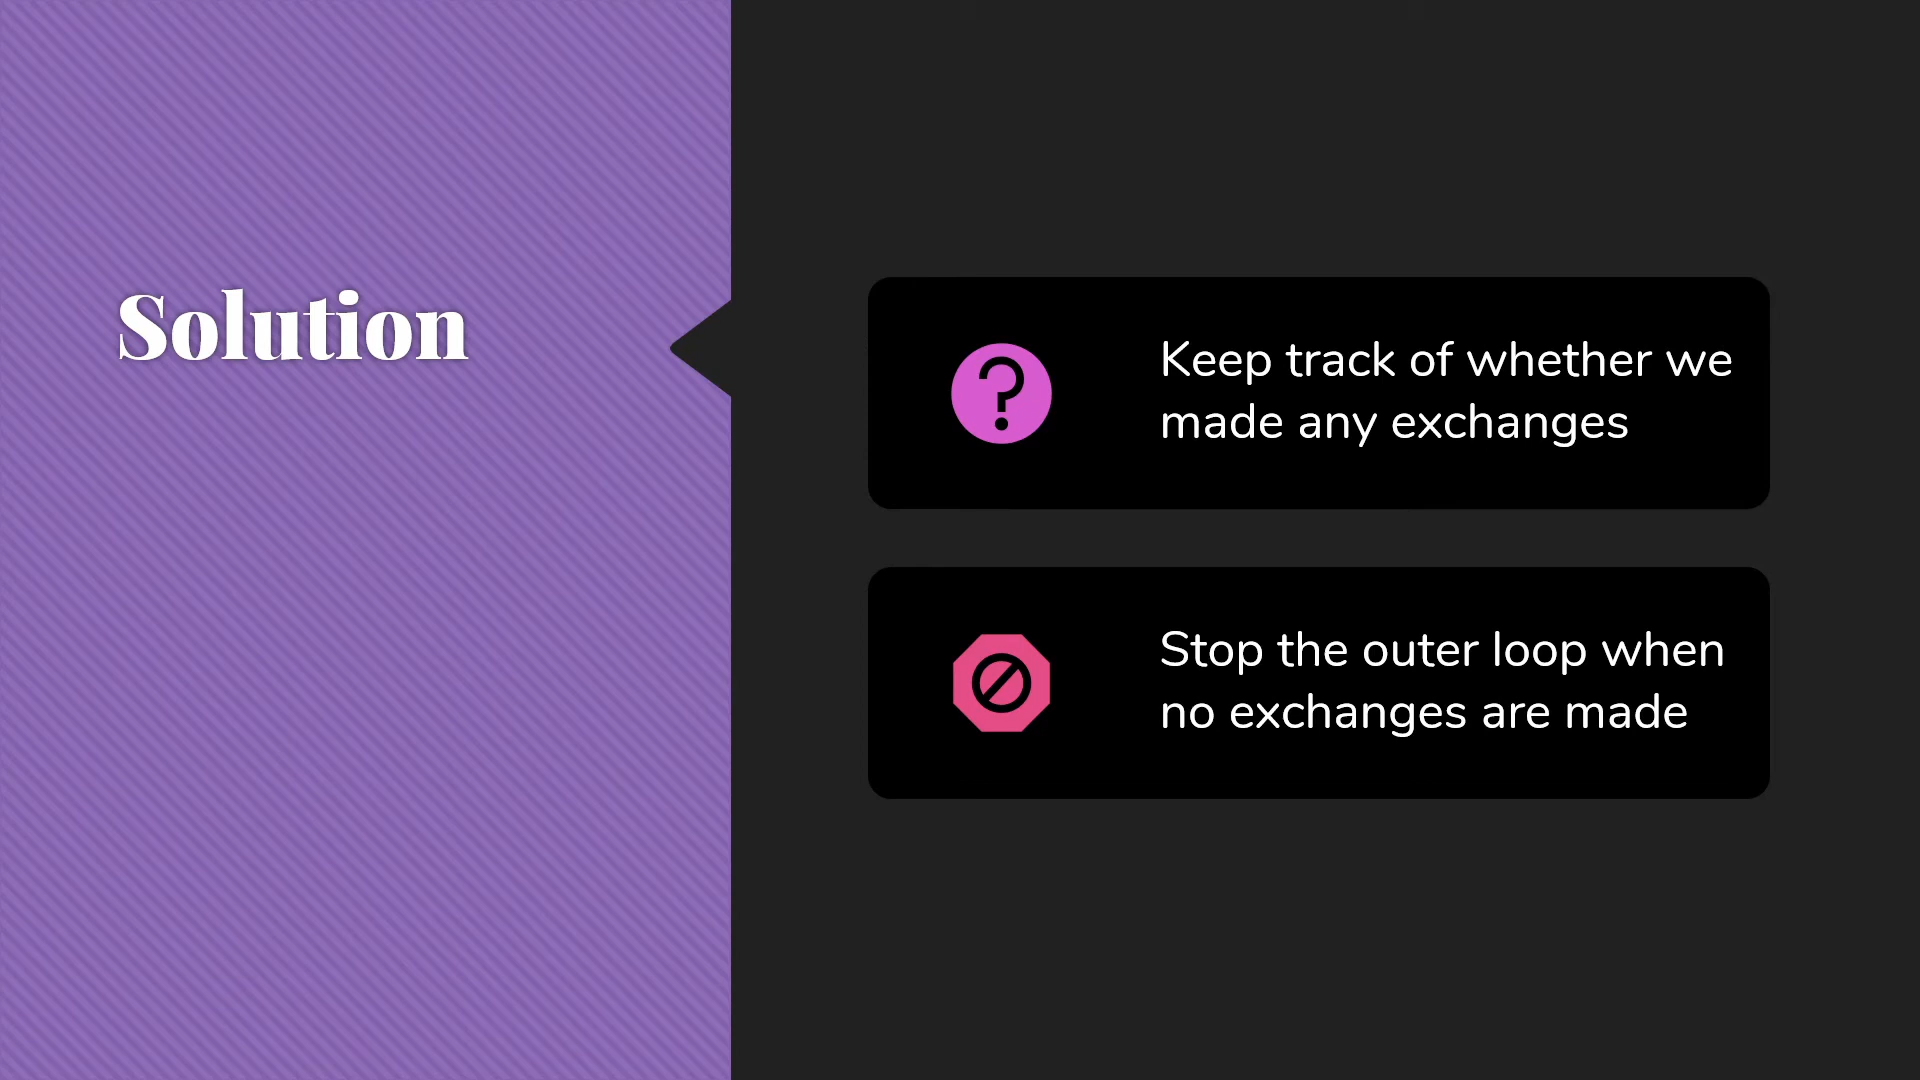 Solution
Keep track of whether we
made any exchanges
Stop the outer loop when
no exchanges are made